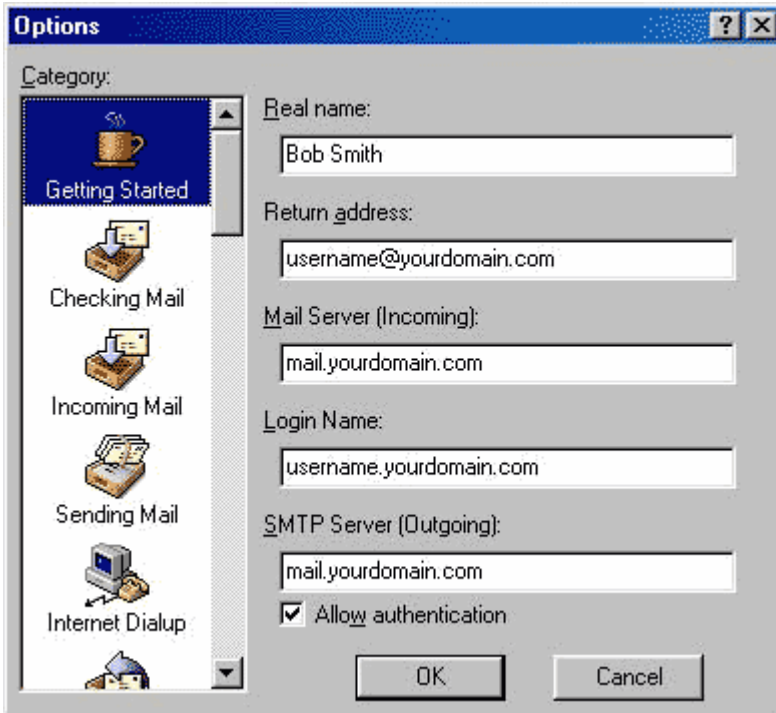 Options
Category:
Getting Started
Checking Mail
Incoming Mail
Sending Mail
Internet Dialup
Real name:
Bob Smith
Return address:
username@yourdomain.com
Mail Server (Incoming):
mail.yourdomain.com
Login Name:
username.yourdomain.com
SMTP Server (Outgoing):
mail.yourdomain.com
Allow authentication
OK
Cancel